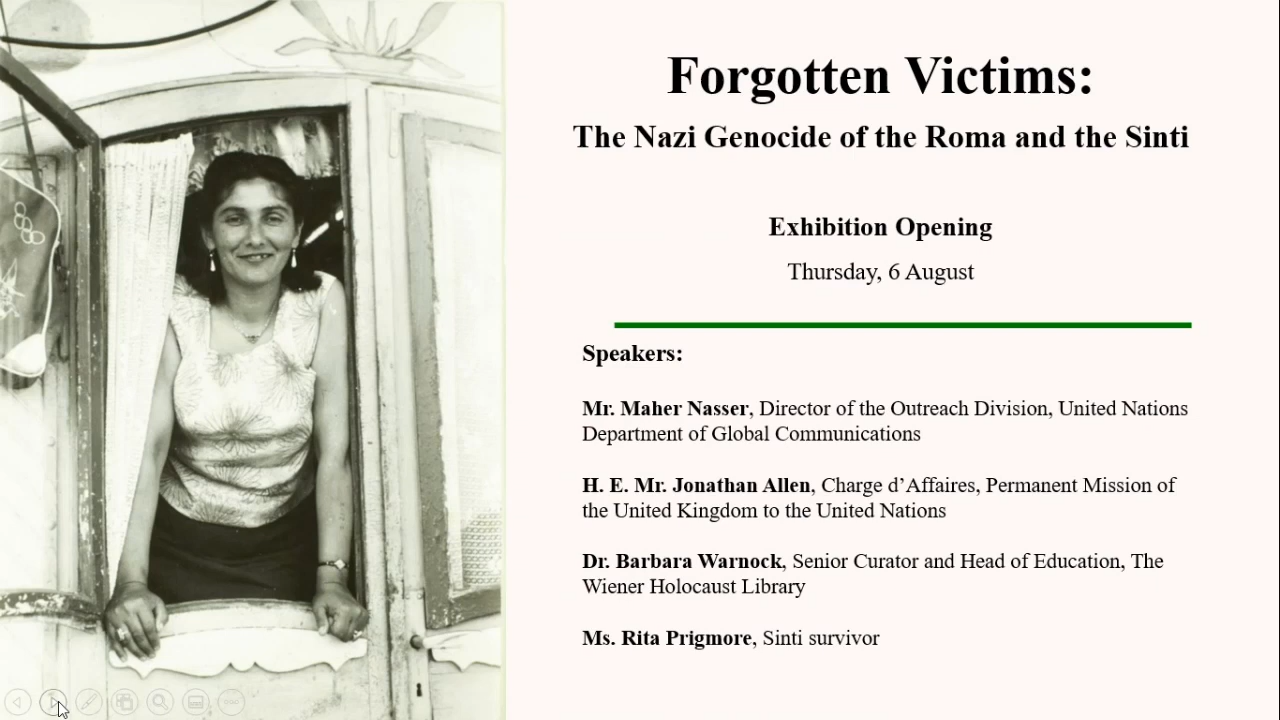 Forgotten Victims:
The Nazi Genocide of the Roma and the Sinti
Exhibition Opening
Thursday, 6 August
Speakers:
Mr. Maher Nasser, Director of the Outreach Division, United Nations
Department of Global Communications
H. E. Mr. Jonathan Allen, Charge d’Affaires, Permanent Mission of
the United Kingdom to the United Nations
Dr. Barbara Warnock, Senior Curator and Head of Education, The
Wiener Holocaust Library
Ms. Rita Prigmore, Sinti survivor